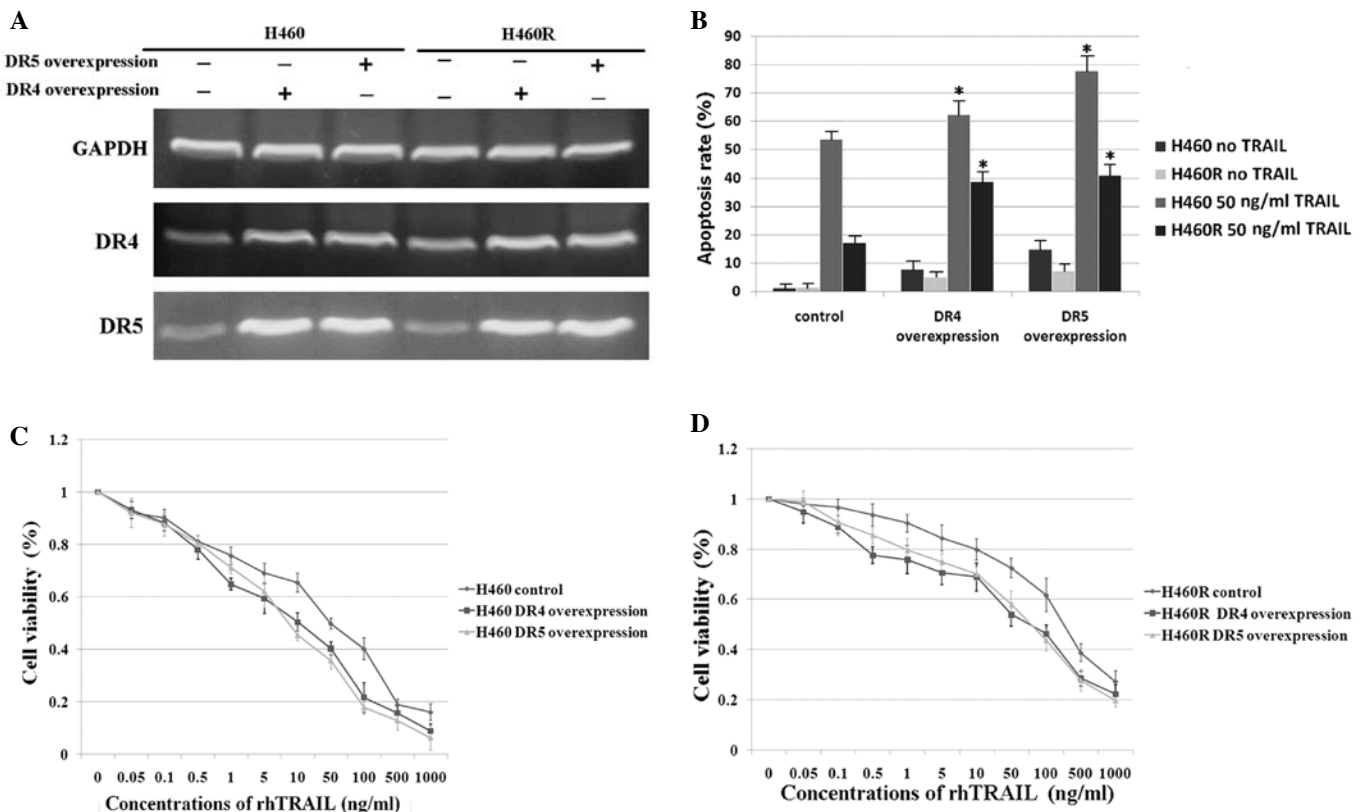 A
H460 H460R
DR5 overexpression − − + − − +
DR4 overexpression − + − − + −
GAPDH
DR4
DR5
B
90
80
70
60
50
40
30
20
10
0
Apoptosis rate (%)
* * * *
control
DR4 overexpression
DR5 overexpression
H460 no TRAIL
H460R no TRAIL
H460 50 ng/ml TRAIL
H460R 50 ng/ml TRAIL
C
1.2
1
0.8
0.6
0.4
0.2
0
Cell viability (%)
0 0.05 0.1 0.5 1 5 10 50 100 500 1000
Concentrations of rhTRAIL (ng/ml)
H460 control
H460 DR4 overexpression
H460 DR5 overexpression
D
1.2
1
0.8
0.6
0.4
0.2
0
Cell viability (%)
0 0.05 0.1 0.5 1 5 10 50 100 500 1000
Concentrations of rhTRAIL (ng/ml)
H460R control
H460R DR4 overexpression
H460R DR5 overexpression